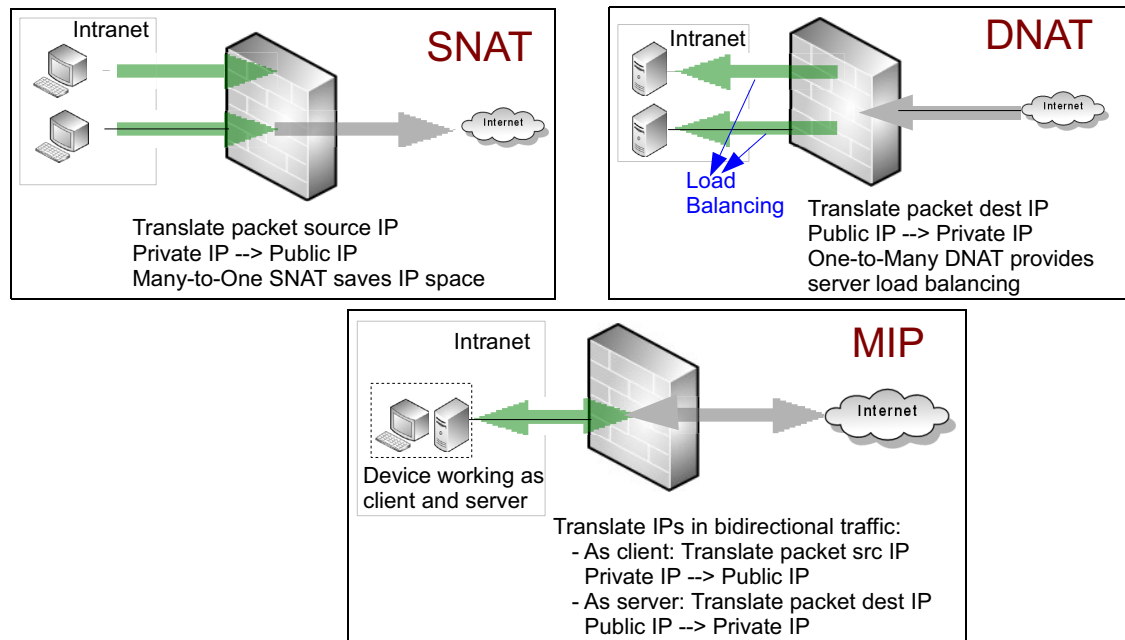 Intranet
SNAT
Internet
Translate packet source IP
Private IP --> Public IP
Many-to-One SNAT saves IP space
Intranet
DNAT
Internet
Load
Balancing
Translate packet dest IP
Public IP --> Private IP
One-to-Many DNAT provides
server load balancing
Intranet
MIP
Internet
Device working as
client and server
Translate IPs in bidirectional traffic:
- As client: Translate packet src IP
Private IP --> Public IP
- As server: Translate packet dest IP
Public IP --> Private IP